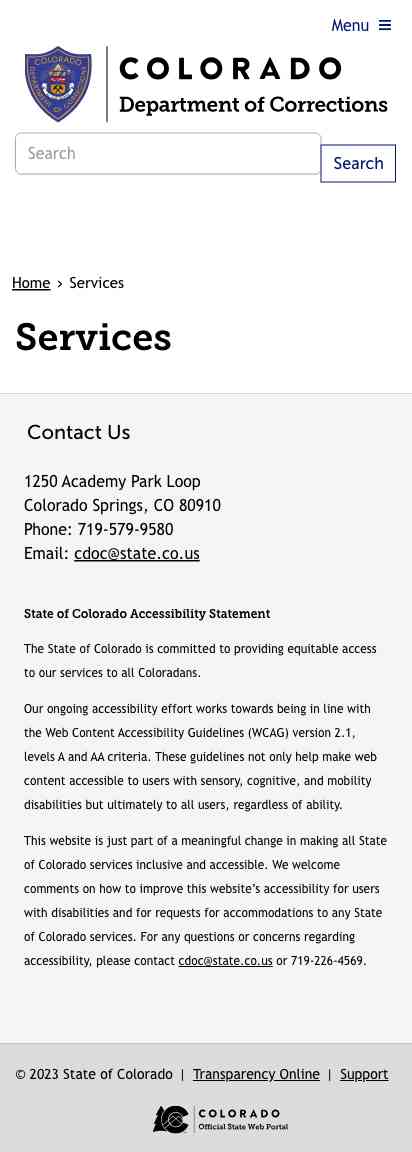 Menu
COLORADO
DEPARTMENT OF CORRECTIONS
COLORADO
Department of Corrections
Search
Search
Home › Services
Services
Contact Us
1250 Academy Park Loop
Colorado Springs, CO 80910
Phone: 719-579-9580
Email: cdoc@state.co.us
State of Colorado Accessibility Statement
The State of Colorado is committed to providing equitable access
to our services to all Coloradans.
Our ongoing accessibility effort works towards being in line with
the Web Content Accessibility Guidelines (WCAG) version 2.1,
levels A and AA criteria. These guidelines not only help make web
content accessible to users with sensory, cognitive, and mobility
disabilities but ultimately to all users, regardless of ability.
This website is just part of a meaningful change in making all State
of Colorado services inclusive and accessible. We welcome
comments on how to improve this website’s accessibility for users
with disabilities and for requests for accommodations to any State
of Colorado services. For any questions or concerns regarding
accessibility, please contact cdoc@state.co.us or 719-226-4569.
© 2023 State of Colorado | Transparency Online | Support
COLORADO
Official State Web Portal